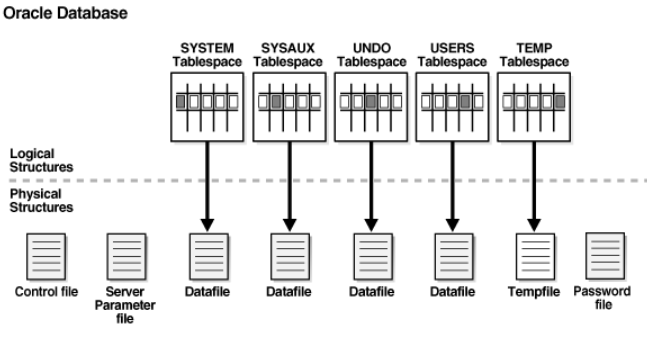 Oracle Database
SYSTEM
Tablespace
SYSAUX
Tablespace
UNDO
Tablespace
USERS
Tablespace
TEMP
Tablespace
Logical
Structures
Physical
Structures
Control file
Server
Parameter
file
Datafile
Datafile
Datafile
Datafile
Tempfile
Password
file